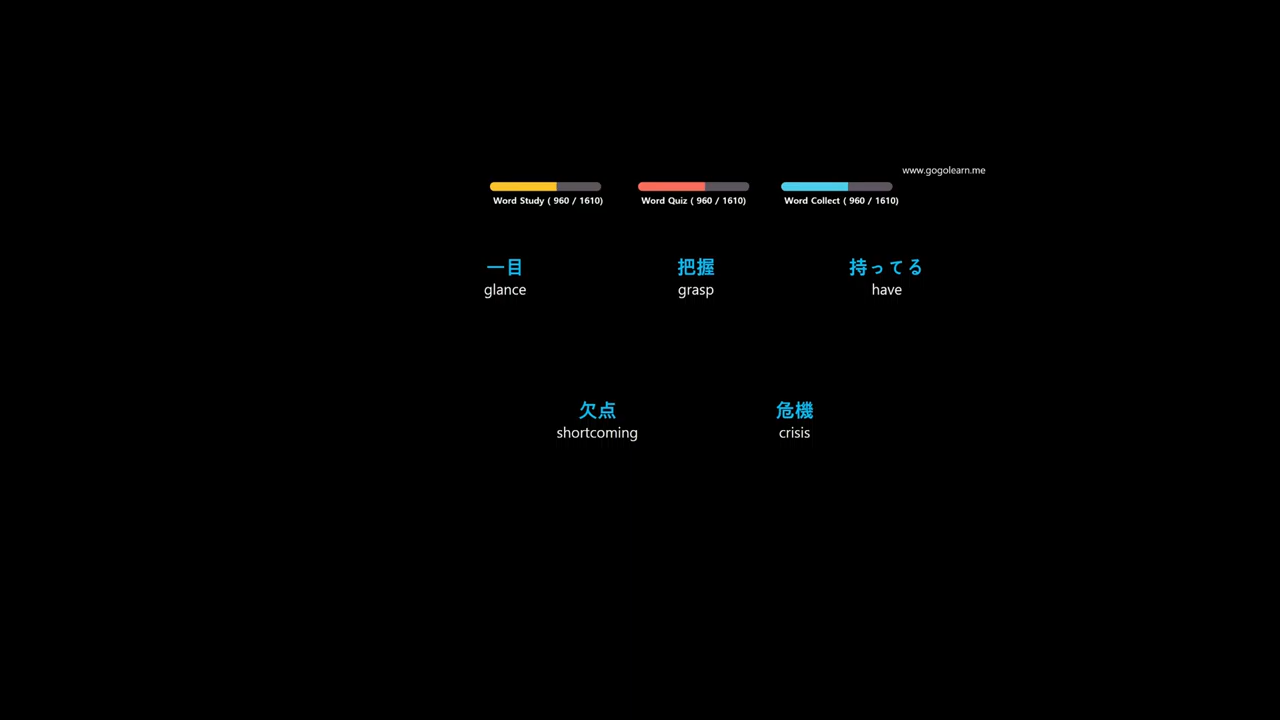 www.gogolearn.me
Word Study ( 960 / 1610)
Word Quiz ( 960 / 1610)
Word Collect ( 960 / 1610)
一目
glance
把握
grasp
持ってる
have
欠点
shortcoming
危機
crisis